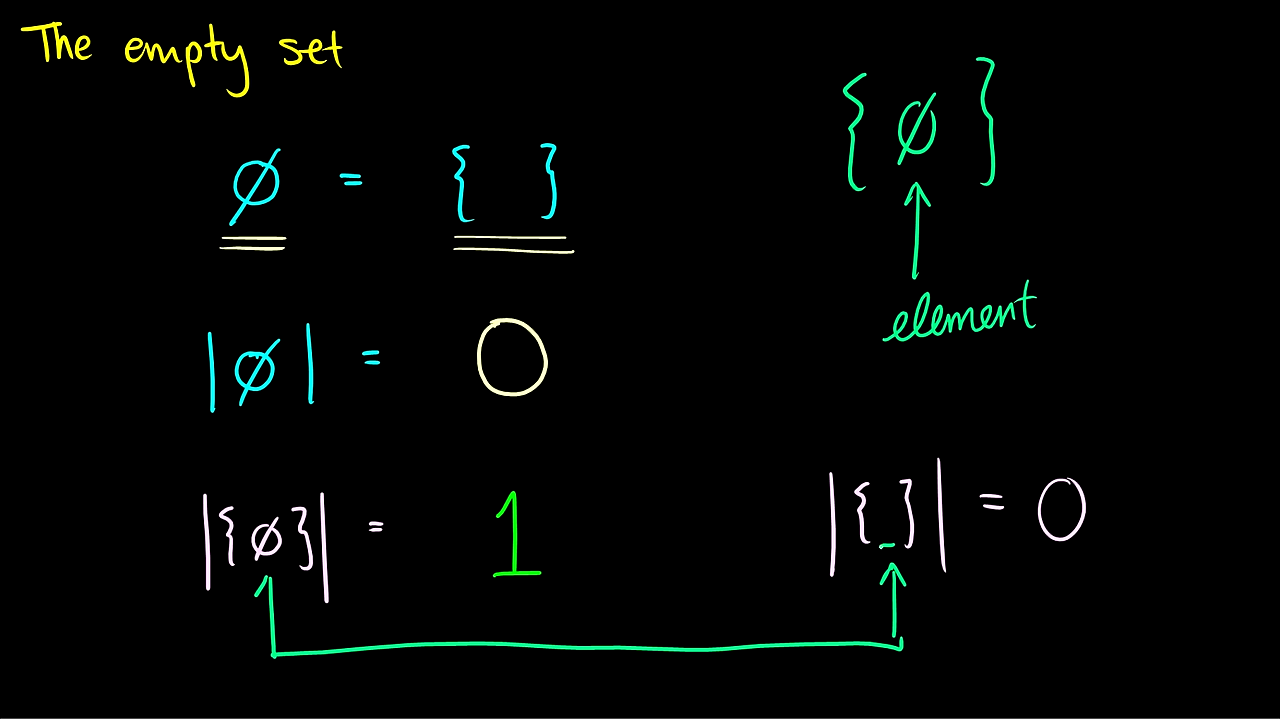 The empty set
∅ = { }
{ ∅ }
element
|∅| = 0
|{∅}| = 1
|{ _ }| = 0